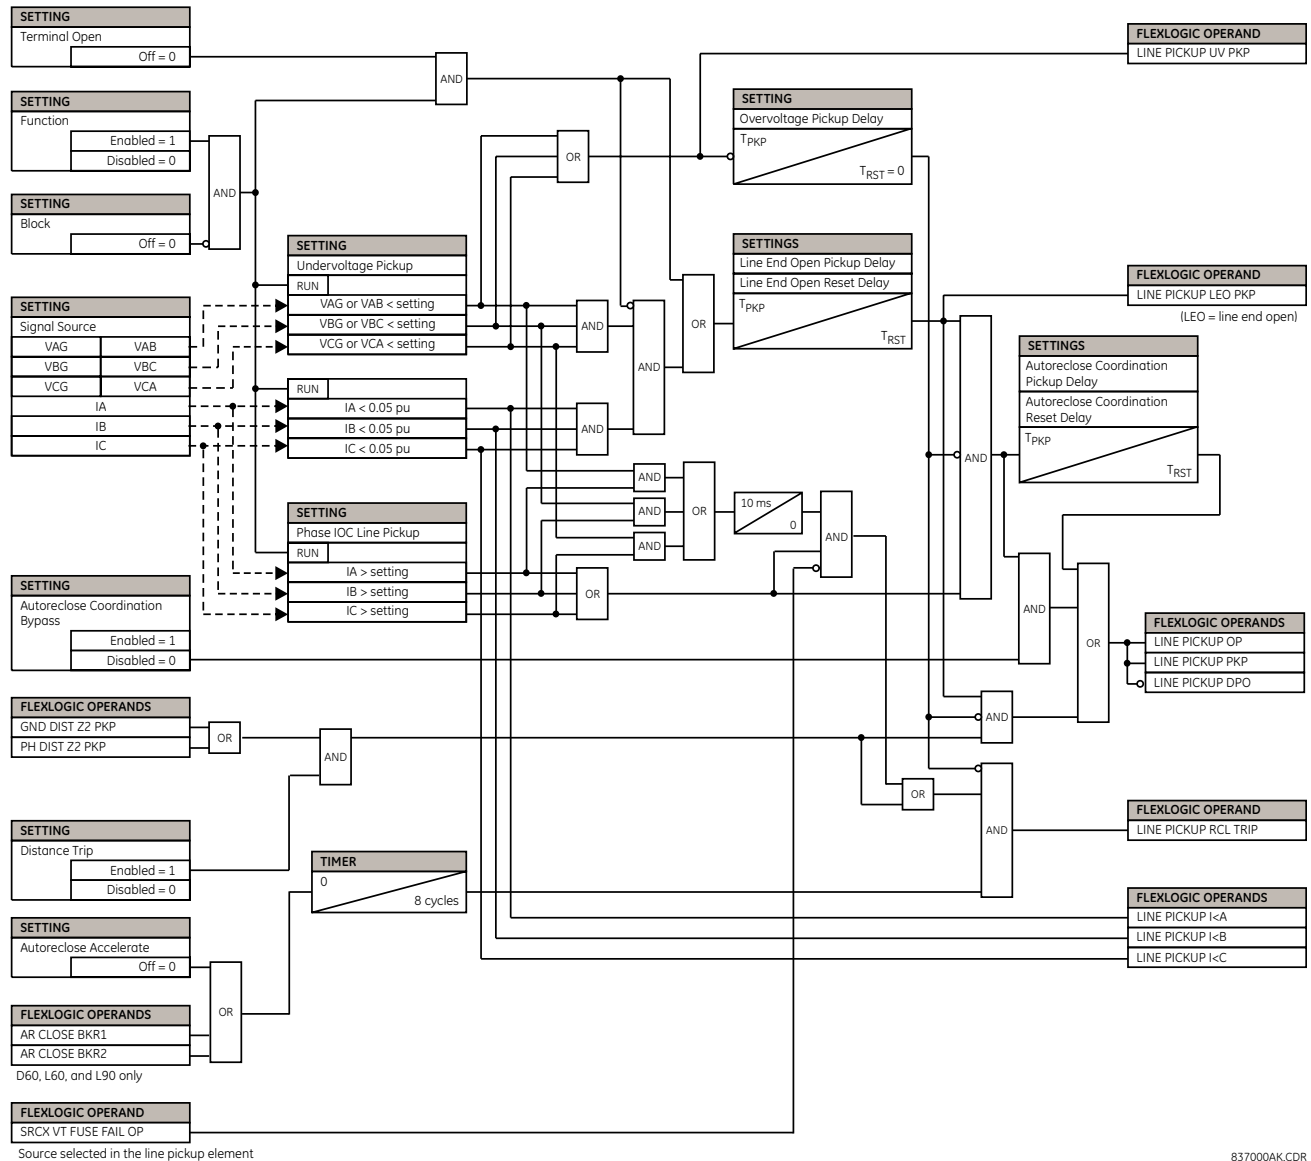 SETTING
Terminal Open
Off = 0
SETTING
Function
Enabled = 1
Disabled = 0
SETTING
Block
Off = 0
AND
AND
SETTING
Signal Source
VAG VAB
VBG VBC
VCG VCA
IA
IB
IC
SETTING
Undervoltage Pickup
RUN
VAG or VAB < setting
VBG or VBC < setting
VCG or VCA < setting
RUN
IA < 0.05 pu
IB < 0.05 pu
IC < 0.05 pu
SETTING
Phase IOC Line Pickup
RUN
IA > setting
IB > setting
IC > setting
OR
AND
AND
AND
OR
AND
AND
AND
OR
OR
10 ms
0
AND
SETTING
Overvoltage Pickup Delay
TPKP
TRST = 0
SETTINGS
Line End Open Pickup Delay
Line End Open Reset Delay
TPKP
TRST
FLEXLOGIC OPERAND
LINE PICKUP UV PKP
FLEXLOGIC OPERAND
LINE PICKUP LEO PKP
(LEO = line end open)
AND
SETTINGS
Autoreclose Coordination
Pickup Delay
Autoreclose Coordination
Reset Delay
TPKP
TRST
SETTING
Autoreclose Coordination
Bypass
Enabled = 1
Disabled = 0
AND
OR
FLEXLOGIC OPERANDS
LINE PICKUP OP
LINE PICKUP PKP
LINE PICKUP DPO
FLEXLOGIC OPERANDS
GND DIST Z2 PKP
PH DIST Z2 PKP
OR
AND
AND
SETTING
Distance Trip
Enabled = 1
Disabled = 0
TIMER
0
8 cycles
OR
AND
FLEXLOGIC OPERAND
LINE PICKUP RCL TRIP
FLEXLOGIC OPERANDS
LINE PICKUP I<A
LINE PICKUP I<B
LINE PICKUP I<C
SETTING
Autoreclose Accelerate
Off = 0
OR
FLEXLOGIC OPERANDS
AR CLOSE BKR1
AR CLOSE BKR2
D60, L60, and L90 only
FLEXLOGIC OPERAND
SRCX VT FUSE FAIL OP
Source selected in the line pickup element
837000AK.CDR